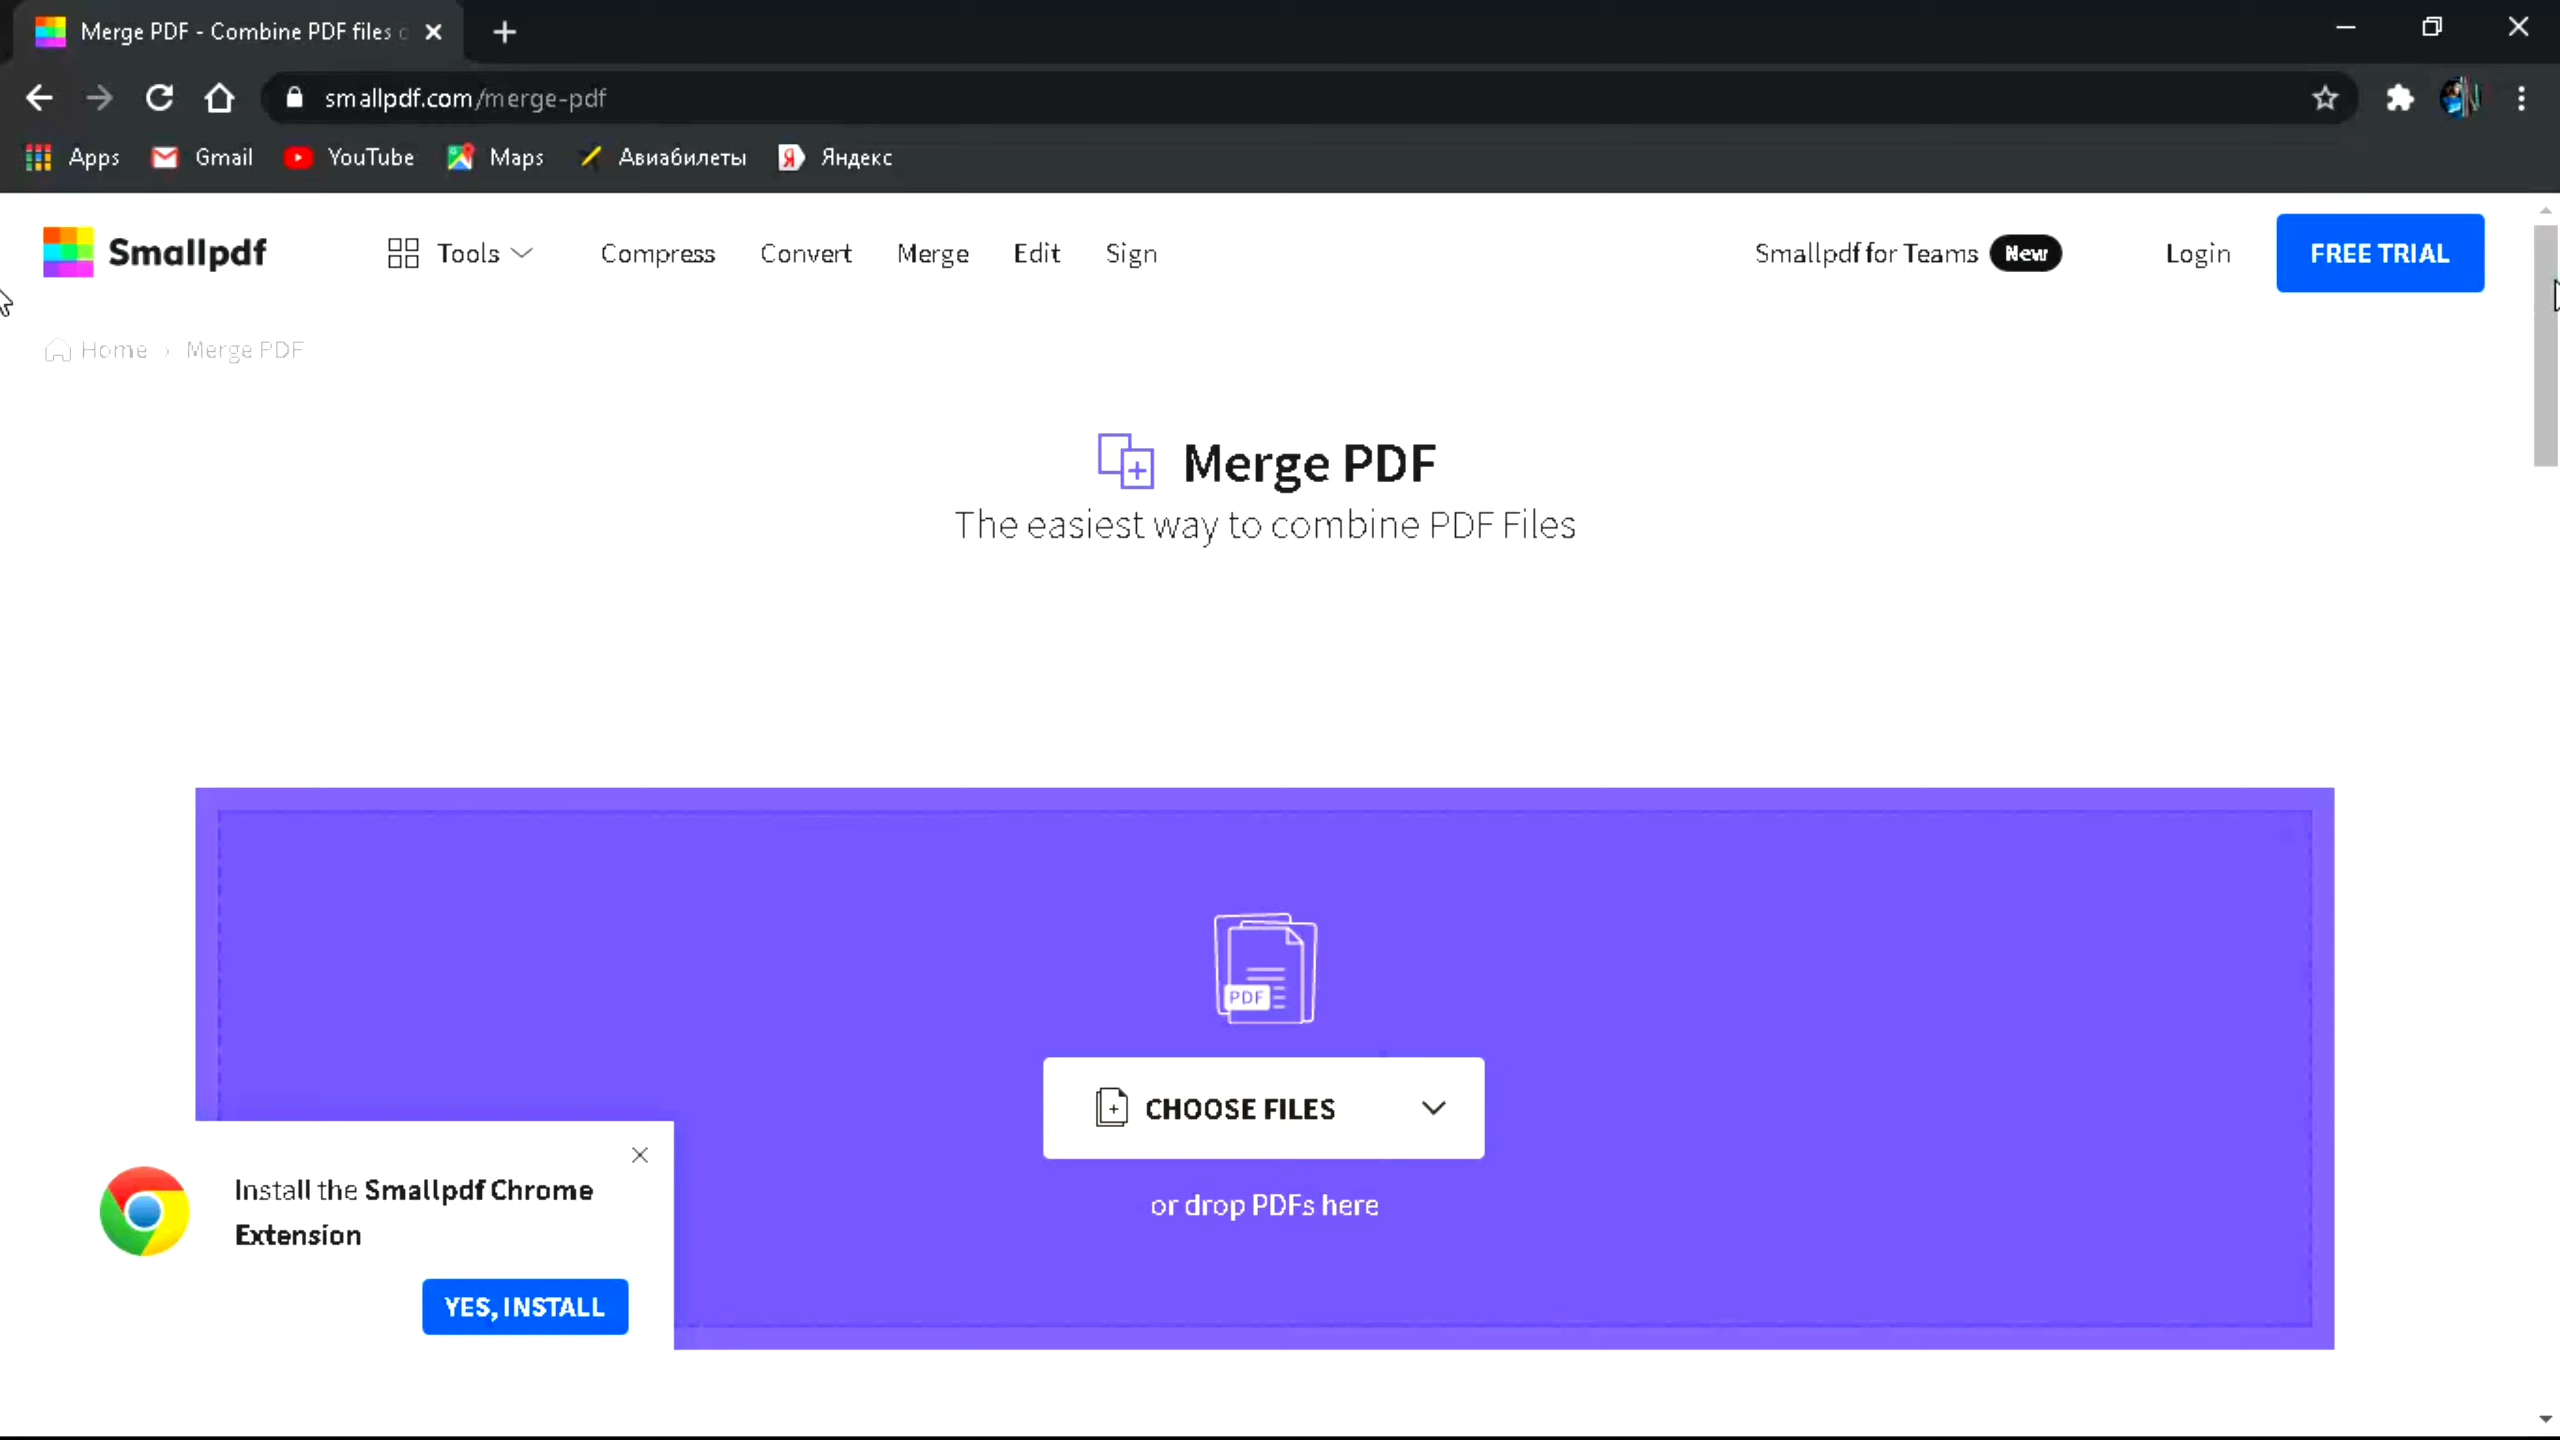 Merge PDF - Combine PDF files
smallpdf.com/merge-pdf
Apps Gmail YouTube Maps Авиабилеты Яндекс
Smallpdf Tools Compress Convert Merge Edit Sign Smallpdf for Teams New Login FREE TRIAL
Home › Merge PDF
Merge PDF
The easiest way to combine PDF Files
PDF
CHOOSE FILES
or drop PDFs here
Install the Smallpdf Chrome
Extension
YES, INSTALL